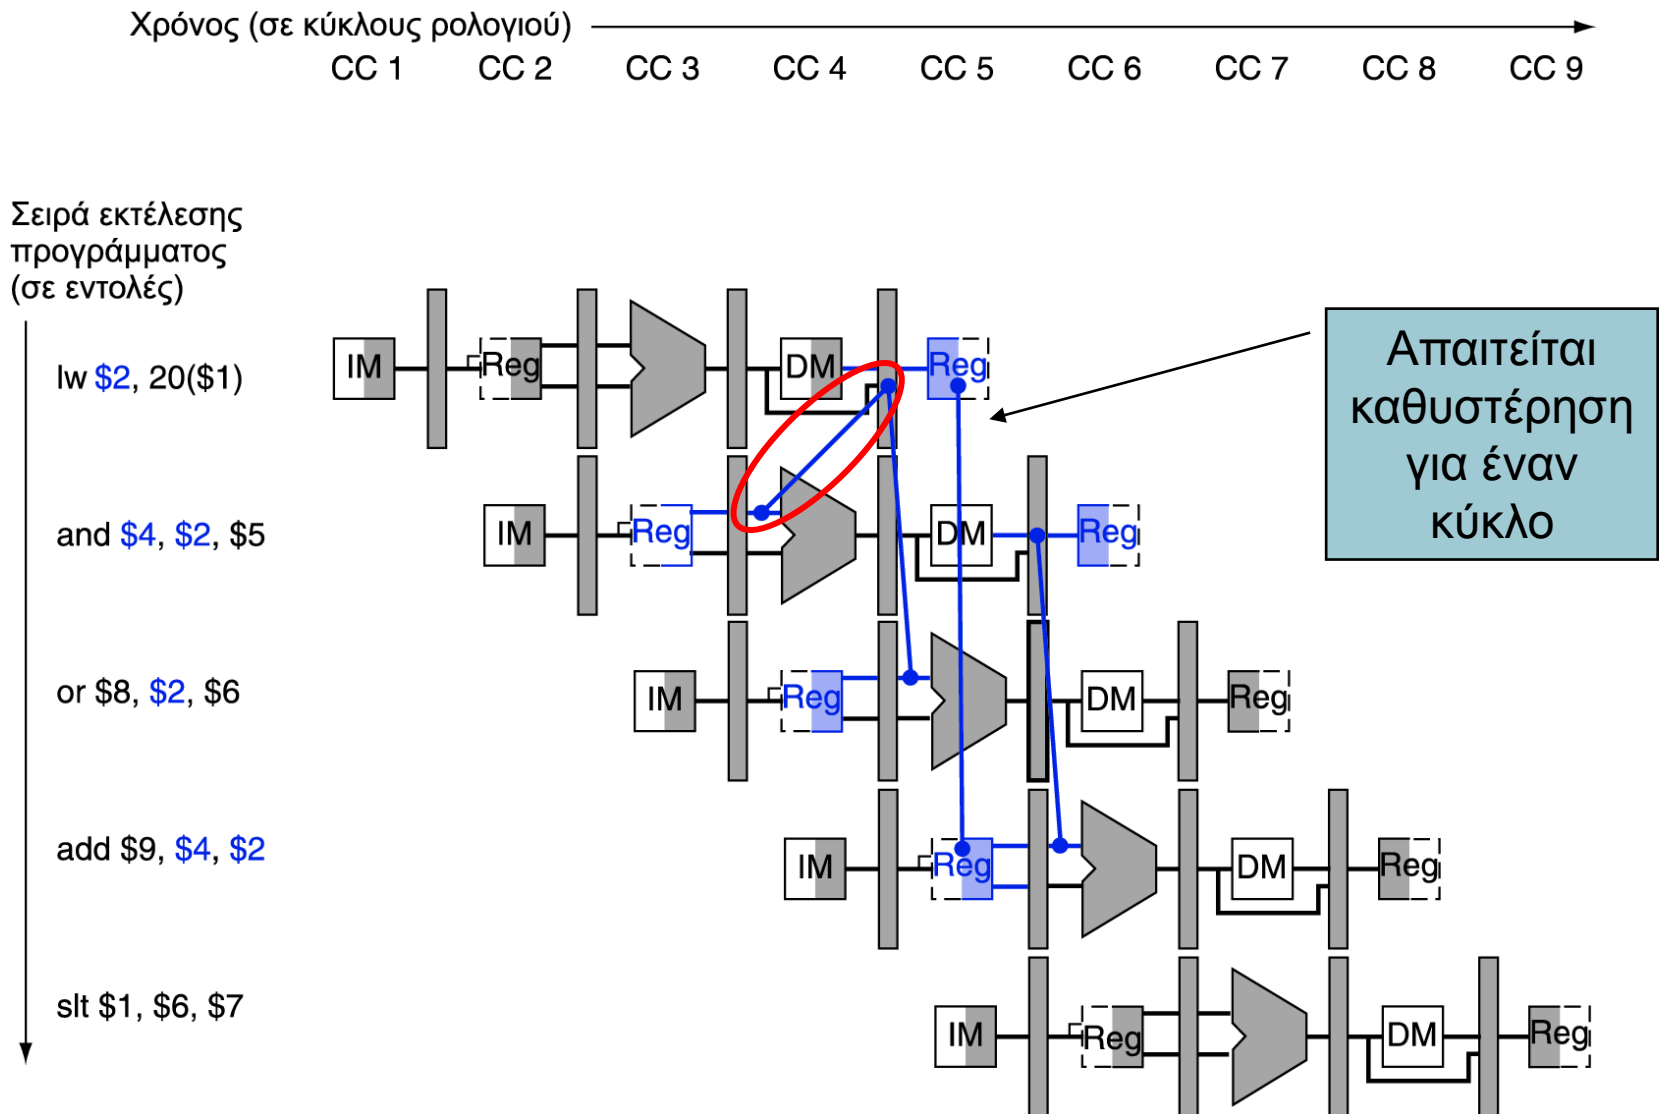 Χρόνος (σε κύκλους ρολογιού)
CC 1 CC 2 CC 3 CC 4 CC 5 CC 6 CC 7 CC 8 CC 9
Σειρά εκτέλεσης
προγράμματος
(σε εντολές)
lw $2, 20($1)
IM Reg DM Reg
Απαιτείται
καθυστέρηση
για έναν
κύκλο
and $4, $2, $5
IM Reg DM Reg
or $8, $2, $6
IM Reg DM Reg
add $9, $4, $2
IM Reg DM Reg
slt $1, $6, $7
IM Reg DM Reg